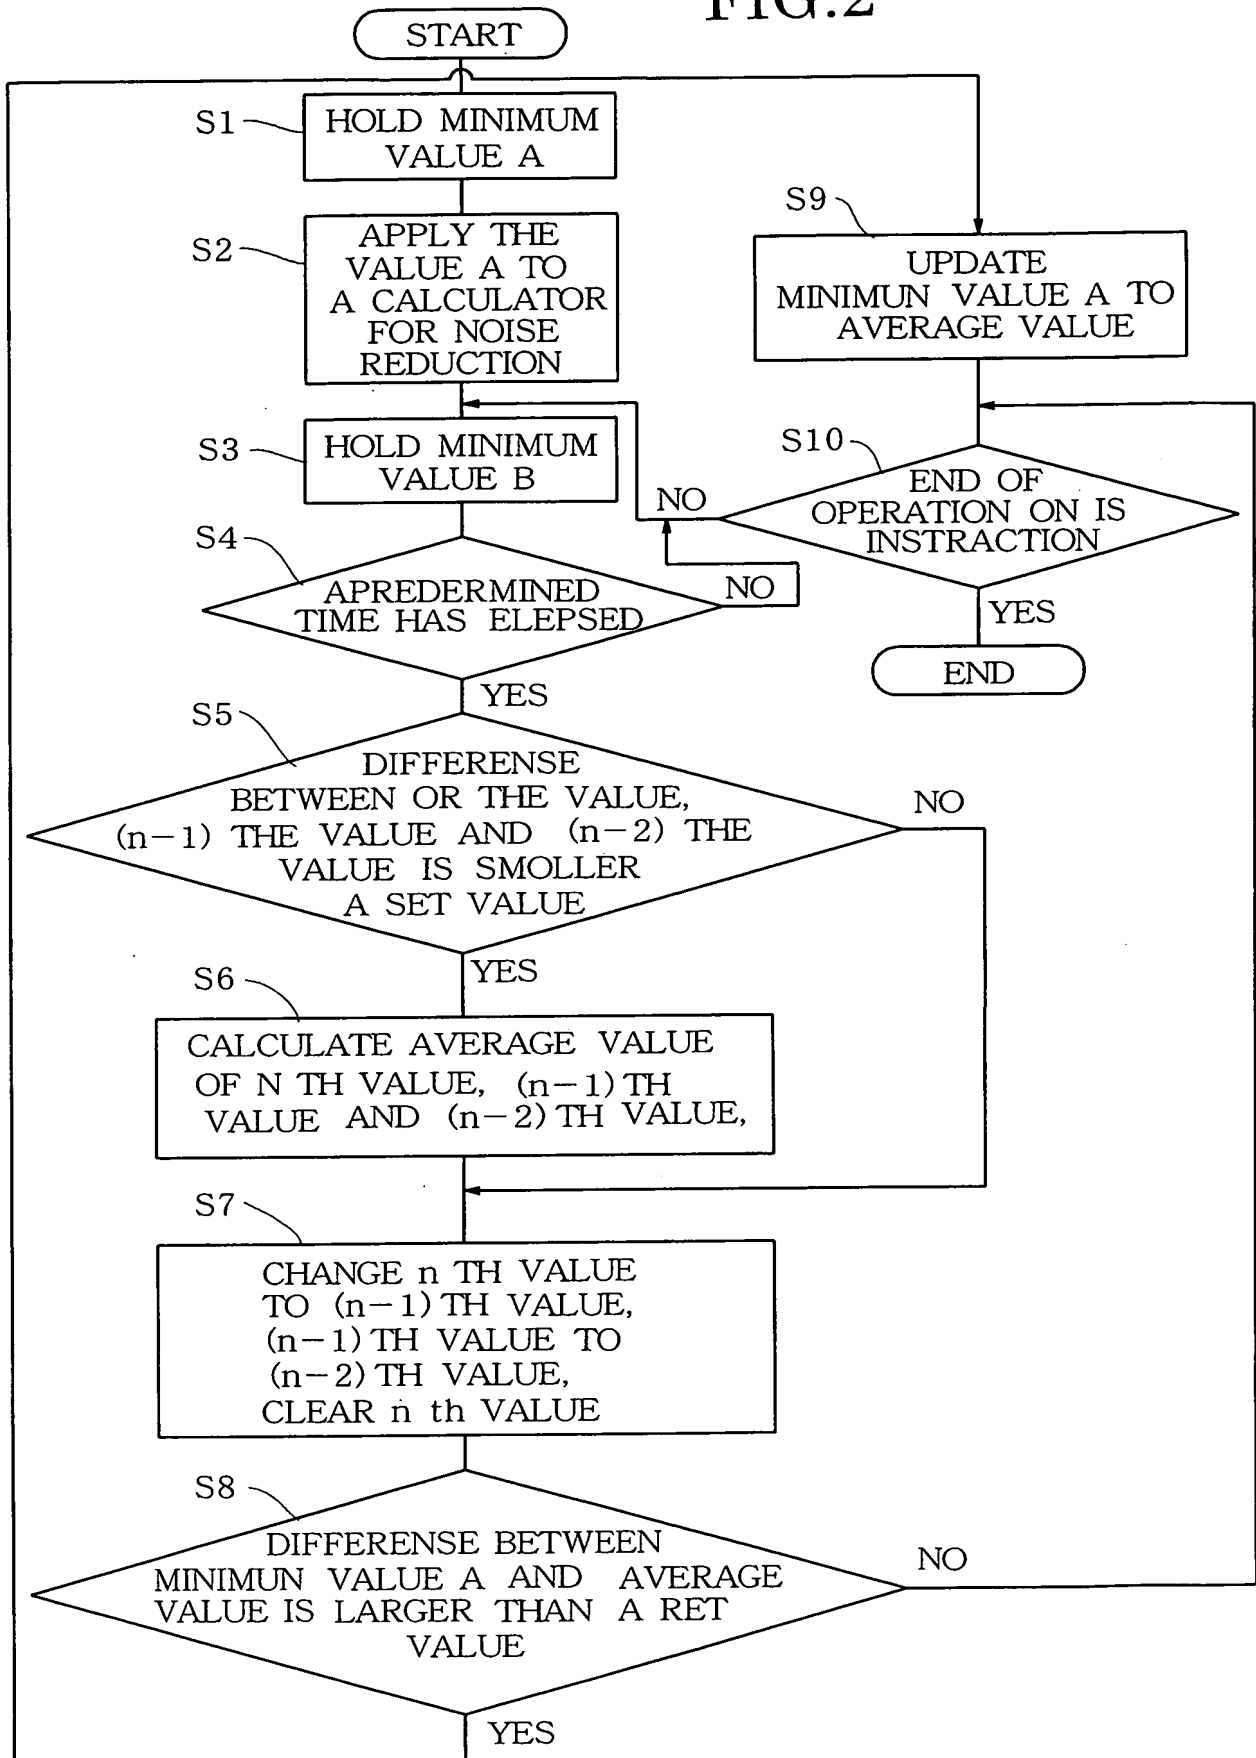 FIG.2
START
S1
HOLD MINIMUM
VALUE A
S2
APPLY THE
VALUE A TO
A CALCULATOR
FOR NOISE
REDUCTION
S3
HOLD MINIMUM
VALUE B
S4
APREDERMINED
TIME HAS ELEPSED
NO
YES
S5
DIFFERENSE
BETWEEN OR THE VALUE,
(n-1) THE VALUE AND (n-2) THE
VALUE IS SMOLLER
A SET VALUE
NO
YES
S6
CALCULATE AVERAGE VALUE
OF N TH VALUE, (n-1)TH
VALUE AND (n-2)TH VALUE,
S7
CHANGE n TH VALUE
TO (n-1)TH VALUE,
(n-1)TH VALUE TO
(n-2)TH VALUE,
CLEAR n th VALUE
S8
DIFFERENSE BETWEEN
MINIMUN VALUE A AND AVERAGE
VALUE IS LARGER THAN A RET
VALUE
NO
YES
S9
UPDATE
MINIMUN VALUE A TO
AVERAGE VALUE
S10
END OF
OPERATION ON IS
INSTRACTION
NO
YES
END